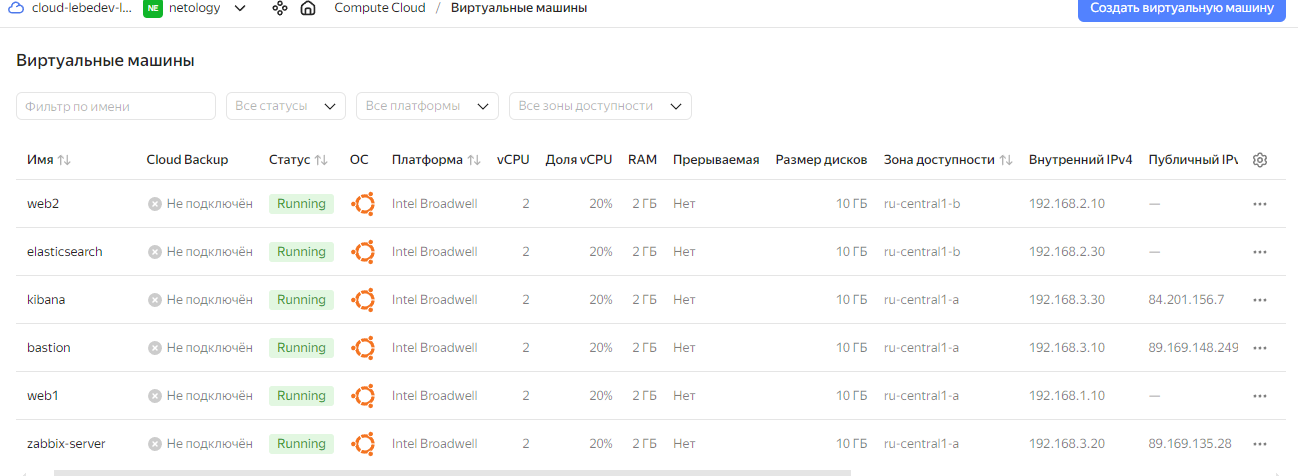 cloud-lebedev-l... NE netology Compute Cloud / Виртуальные машины Создать виртуальную машину
Виртуальные машины
Фильтр по имени Все статусы Все платформы Все зоны доступности
Имя Cloud Backup Статус ОС Платформа vCPU Доля vCPU RAM Прерываемая Размер дисков Зона доступности Внутренний IPv4 Публичный IPv
web2 Не подключён Running Intel Broadwell 2 20% 2 ГБ Нет 10 ГБ ru-central1-b 192.168.2.10 —
elasticsearch Не подключён Running Intel Broadwell 2 20% 2 ГБ Нет 10 ГБ ru-central1-b 192.168.2.30 —
kibana Не подключён Running Intel Broadwell 2 20% 2 ГБ Нет 10 ГБ ru-central1-a 192.168.3.30 84.201.156.7
bastion Не подключён Running Intel Broadwell 2 20% 2 ГБ Нет 10 ГБ ru-central1-a 192.168.3.10 89.169.148.249
web1 Не подключён Running Intel Broadwell 2 20% 2 ГБ Нет 10 ГБ ru-central1-a 192.168.1.10 —
zabbix-server Не подключён Running Intel Broadwell 2 20% 2 ГБ Нет 10 ГБ ru-central1-a 192.168.3.20 89.169.135.28